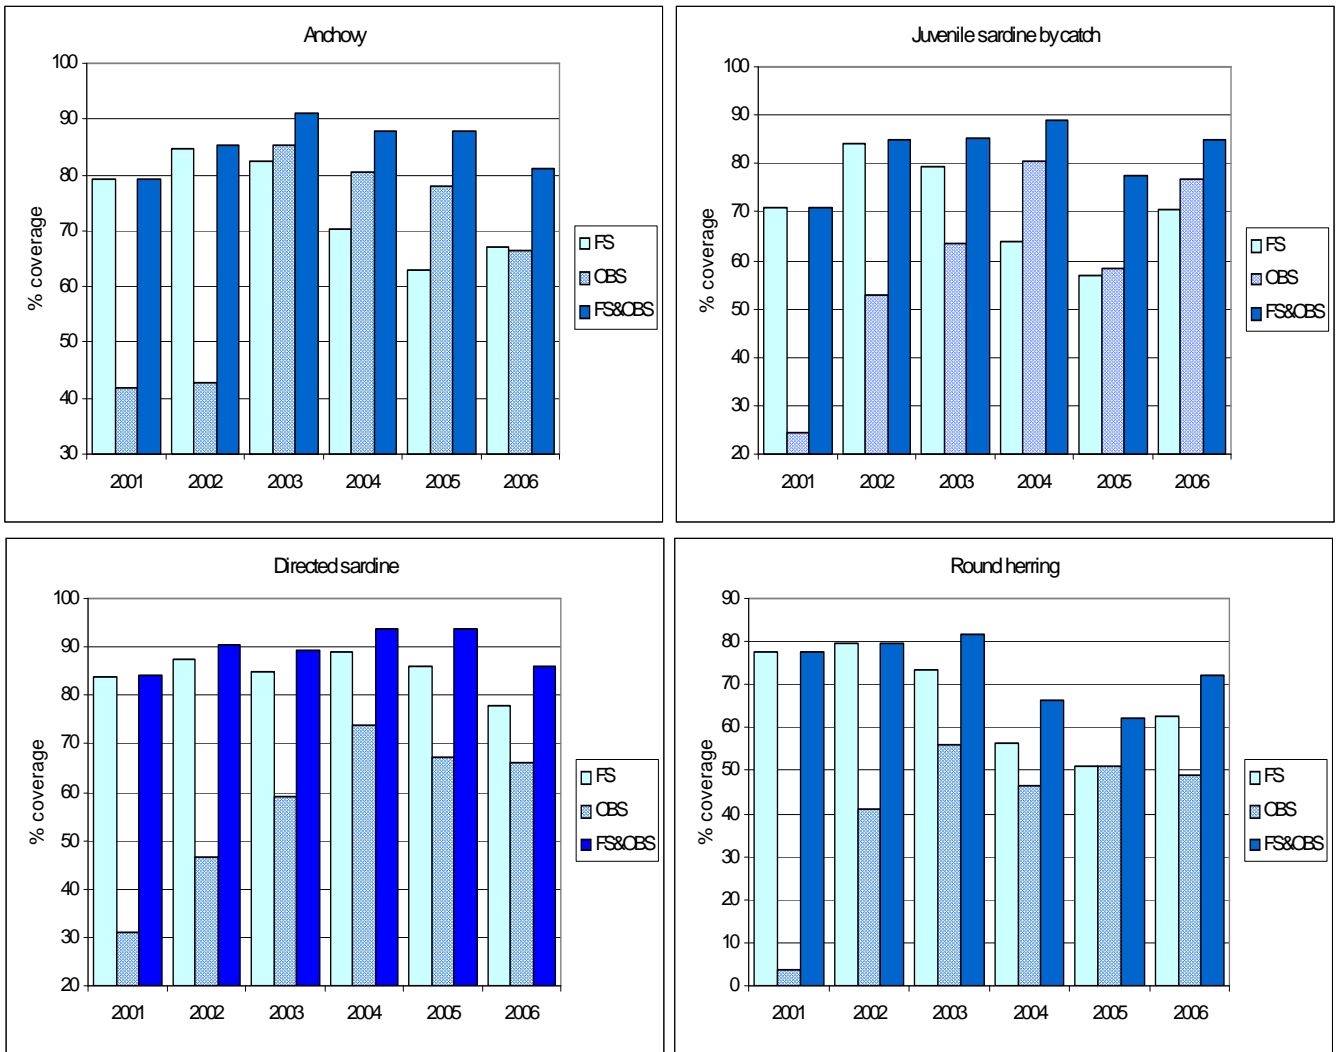 Anchovy
100
90
80
70
60
50
40
30
% coverage
2001 2002 2003 2004 2005 2006
FS
OBS
FS&OBS
Juvenile sardine by catch
100
90
80
70
60
50
40
30
20
% coverage
2001 2002 2003 2004 2005 2006
FS
OBS
FS&OBS
Directed sardine
100
90
80
70
60
50
40
30
20
% coverage
2001 2002 2003 2004 2005 2006
FS
OBS
FS&OBS
Round herring
90
80
70
60
50
40
30
20
10
0
% coverage
2001 2002 2003 2004 2005 2006
FS
OBS
FS&OBS